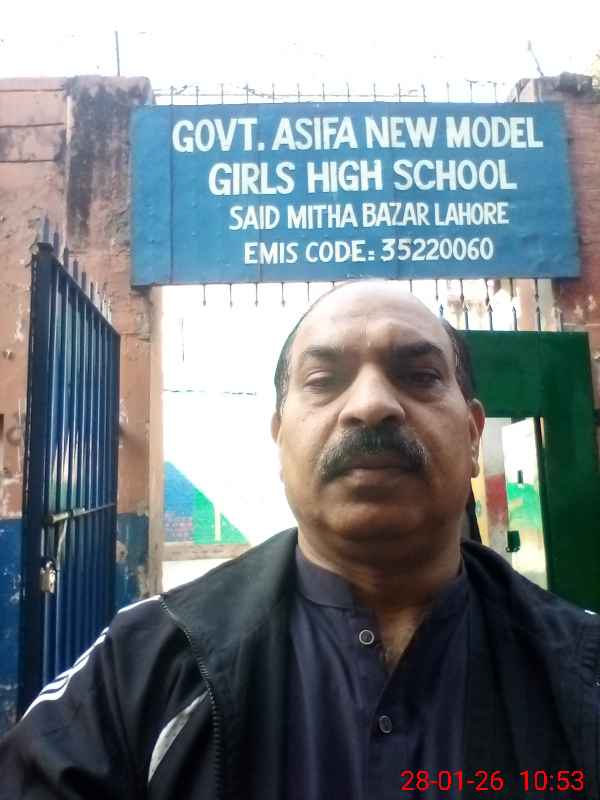 GOVT. ASIFA NEW MODEL
GIRLS HIGH SCHOOL
SAID MITHA BAZAR LAHORE
EMIS CODE: 35220060
28-01-26 10:53